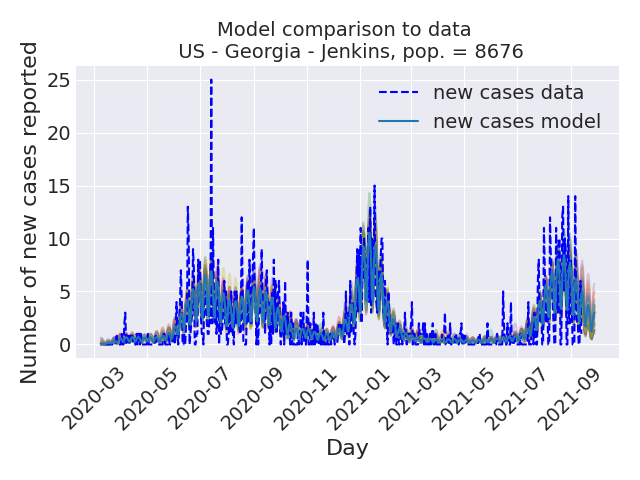 Model comparison to data
US - Georgia - Jenkins, pop. = 8676
Number of new cases reported
25
20
15
10
5
0
new cases data
new cases model
2020-03
2020-05
2020-07
2020-09
2020-11
2021-01
2021-03
2021-05
2021-07
2021-09
Day